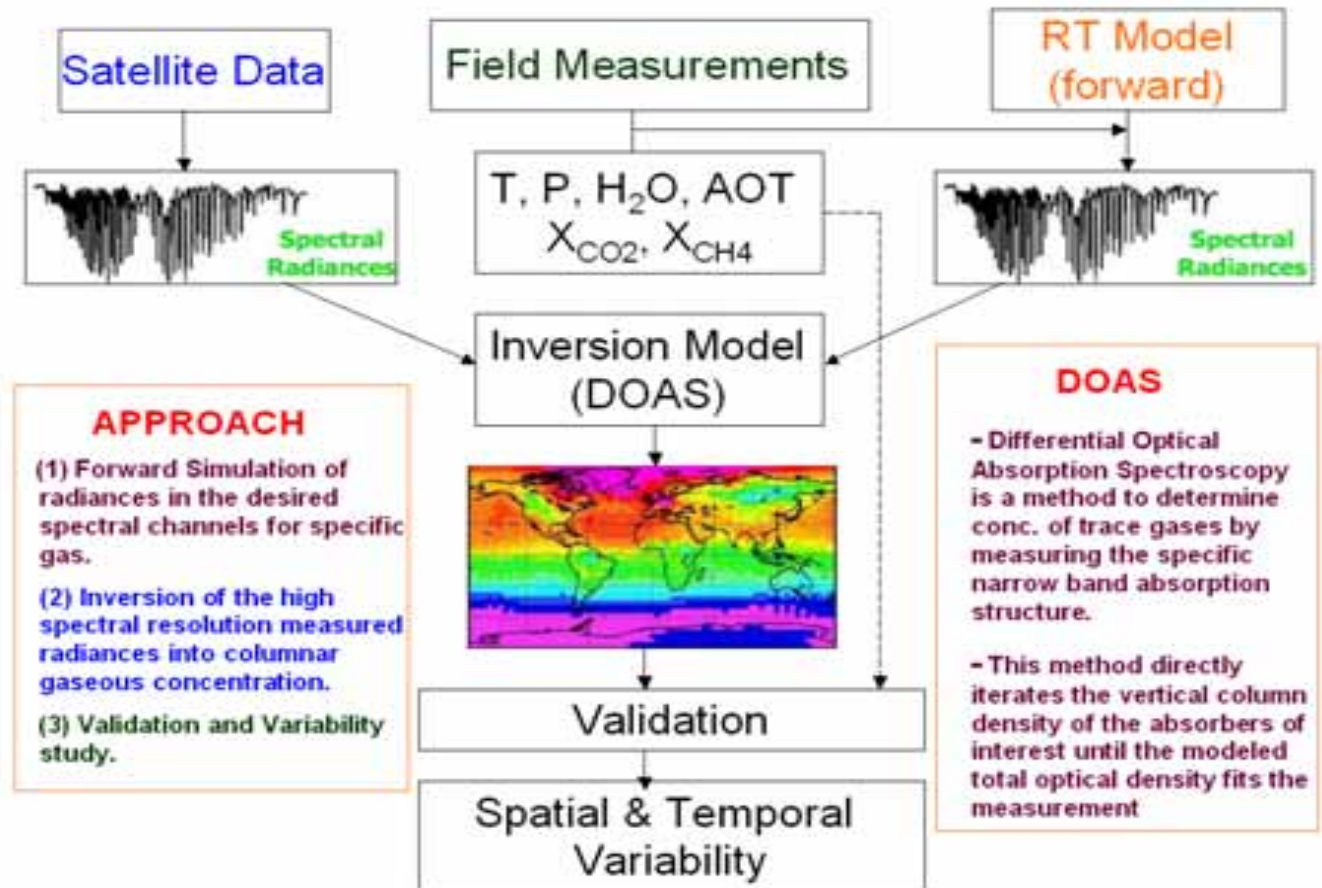 Satellite Data
Field Measurements
RT Model
(forward)
Spectral
Radiances
T, P, H₂O, AOT
X_CO2, X_CH4
Spectral
Radiances
Inversion Model
(DOAS)
APPROACH
(1) Forward Simulation of
radiances in the desired
spectral channels for specific
gas.
(2) Inversion of the high
spectral resolution measured
radiances into columnar
gaseous concentration.
(3) Validation and Variability
study.
DOAS
- Differential Optical
Absorption Spectroscopy
is a method to determine
conc. of trace gases by
measuring the specific
narrow band absorption
structure.
- This method directly
iterates the vertical column
density of the absorbers of
interest until the modeled
total optical density fits the
measurement
Validation
Spatial & Temporal
Variability